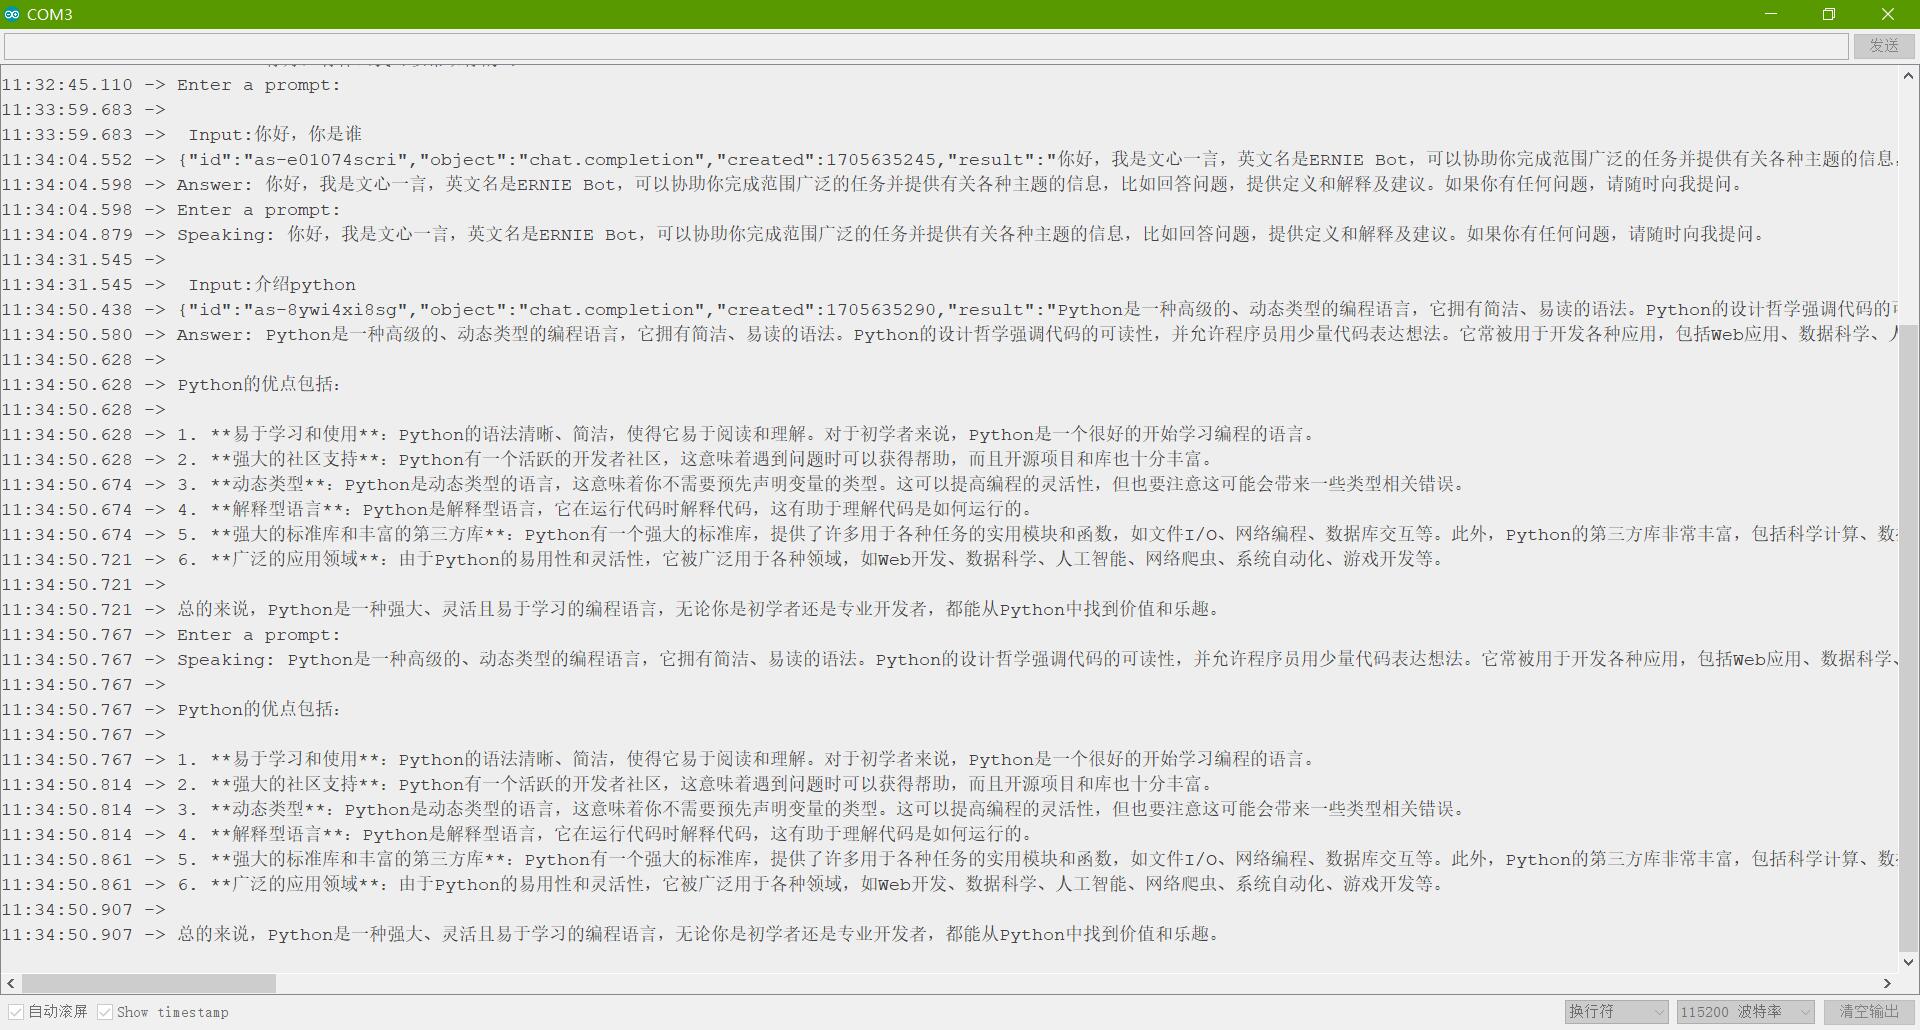 COM3
发送
11:32:45.110 -> Enter a prompt:
11:33:59.683 ->
11:33:59.683 ->  Input:你好，你是谁
11:34:04.552 -> {"id":"as-e01074scri","object":"chat.completion","created":1705635245,"result":"你好，我是文心一言，英文名是ERNIE Bot，可以协助你完成范围广泛的任务并提供有关各种主题的信息，
11:34:04.598 -> Answer: 你好，我是文心一言，英文名是ERNIE Bot，可以协助你完成范围广泛的任务并提供有关各种主题的信息，比如回答问题，提供定义和解释及建议。如果你有任何问题，请随时向我提问。
11:34:04.598 -> Enter a prompt:
11:34:04.879 -> Speaking: 你好，我是文心一言，英文名是ERNIE Bot，可以协助你完成范围广泛的任务并提供有关各种主题的信息，比如回答问题，提供定义和解释及建议。如果你有任何问题，请随时向我提问。
11:34:31.545 ->
11:34:31.545 ->  Input:介绍python
11:34:50.438 -> {"id":"as-8ywi4xi8sg","object":"chat.completion","created":1705635290,"result":"Python是一种高级的、动态类型的编程语言，它拥有简洁、易读的语法。Python的设计哲学强调代码的
11:34:50.580 -> Answer: Python是一种高级的、动态类型的编程语言，它拥有简洁、易读的语法。Python的设计哲学强调代码的可读性，并允许程序员用少量代码表达想法。它常被用于开发各种应用，包括Web应用、数据科学、
11:34:50.628 ->
11:34:50.628 -> Python的优点包括：
11:34:50.628 ->
11:34:50.628 -> 1. **易于学习和使用**：Python的语法清晰、简洁，使得它易于阅读和理解。对于初学者来说，Python是一个很好的开始学习编程的语言。
11:34:50.628 -> 2. **强大的社区支持**：Python有一个活跃的开发者社区，这意味着遇到问题时可以获得帮助，而且开源项目和库也十分丰富。
11:34:50.674 -> 3. **动态类型**：Python是动态类型的语言，这意味着你不需要预先声明变量的类型。这可以提高编程的灵活性，但也要注意这可能会带来一些类型相关错误。
11:34:50.674 -> 4. **解释型语言**：Python是解释型语言，它在运行代码时解释代码，这有助于理解代码是如何运行的。
11:34:50.674 -> 5. **强大的标准库和丰富的第三方库**：Python有一个强大的标准库，提供了许多用于各种任务的实用模块和函数，如文件I/O、网络编程、数据库交互等。此外，Python的第三方库非常丰富，包括科学计算、数
11:34:50.721 -> 6. **广泛的应用领域**：由于Python的易用性和灵活性，它被广泛用于各种领域，如Web开发、数据科学、人工智能、网络爬虫、系统自动化、游戏开发等。
11:34:50.721 ->
11:34:50.721 -> 总的来说，Python是一种强大、灵活且易于学习的编程语言，无论你是初学者还是专业开发者，都能从Python中找到价值和乐趣。
11:34:50.767 -> Enter a prompt:
11:34:50.767 -> Speaking: Python是一种高级的、动态类型的编程语言，它拥有简洁、易读的语法。Python的设计哲学强调代码的可读性，并允许程序员用少量代码表达想法。它常被用于开发各种应用，包括Web应用、数据科学、
11:34:50.767 ->
11:34:50.767 -> Python的优点包括：
11:34:50.767 ->
11:34:50.767 -> 1. **易于学习和使用**：Python的语法清晰、简洁，使得它易于阅读和理解。对于初学者来说，Python是一个很好的开始学习编程的语言。
11:34:50.814 -> 2. **强大的社区支持**：Python有一个活跃的开发者社区，这意味着遇到问题时可以获得帮助，而且开源项目和库也十分丰富。
11:34:50.814 -> 3. **动态类型**：Python是动态类型的语言，这意味着你不需要预先声明变量的类型。这可以提高编程的灵活性，但也要注意这可能会带来一些类型相关错误。
11:34:50.814 -> 4. **解释型语言**：Python是解释型语言，它在运行代码时解释代码，这有助于理解代码是如何运行的。
11:34:50.861 -> 5. **强大的标准库和丰富的第三方库**：Python有一个强大的标准库，提供了许多用于各种任务的实用模块和函数，如文件I/O、网络编程、数据库交互等。此外，Python的第三方库非常丰富，包括科学计算、数
11:34:50.861 -> 6. **广泛的应用领域**：由于Python的易用性和灵活性，它被广泛用于各种领域，如Web开发、数据科学、人工智能、网络爬虫、系统自动化、游戏开发等。
11:34:50.907 ->
11:34:50.907 -> 总的来说，Python是一种强大、灵活且易于学习的编程语言，无论你是初学者还是专业开发者，都能从Python中找到价值和乐趣。
自动滚屏 Show timestamp 换行符 115200 波特率 清空输出